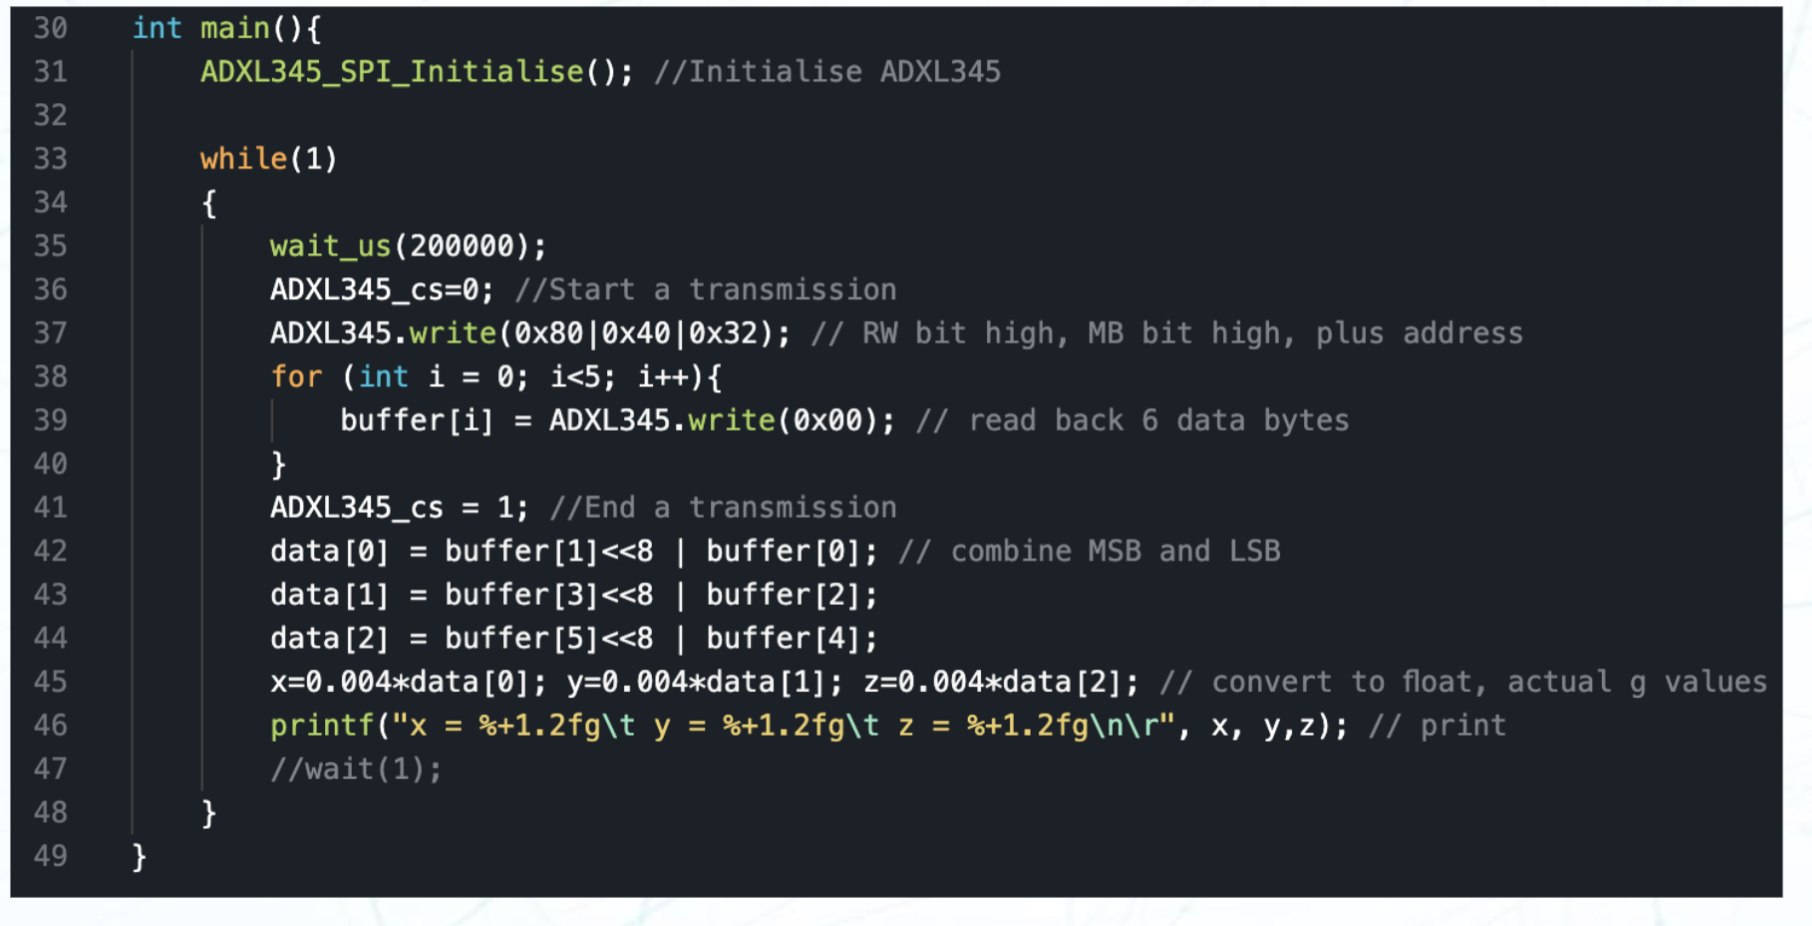 30 int main(){
31 ADXL345_SPI_Initialise(); //Initialise ADXL345
32
33 while(1)
34 {
35 wait_us(200000);
36 ADXL345_cs=0; //Start a transmission
37 ADXL345.write(0x80|0x40|0x32); // RW bit high, MB bit high, plus address
38 for (int i = 0; i<5; i++){
39 buffer[i] = ADXL345.write(0x00); // read back 6 data bytes
40 }
41 ADXL345_cs = 1; //End a transmission
42 data[0] = buffer[1]<<8 | buffer[0]; // combine MSB and LSB
43 data[1] = buffer[3]<<8 | buffer[2];
44 data[2] = buffer[5]<<8 | buffer[4];
45 x=0.004*data[0]; y=0.004*data[1]; z=0.004*data[2]; // convert to float, actual g values
46 printf("x = %+1.2fg\t y = %+1.2fg\t z = %+1.2fg\n\r", x, y,z); // print
47 //wait(1);
48 }
49 }